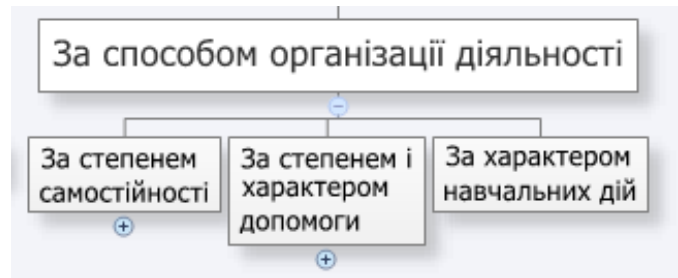 За способом організації діяльності
За степенем
самостійності
За степенем і
характером
допомоги
За характером
навчальних дій